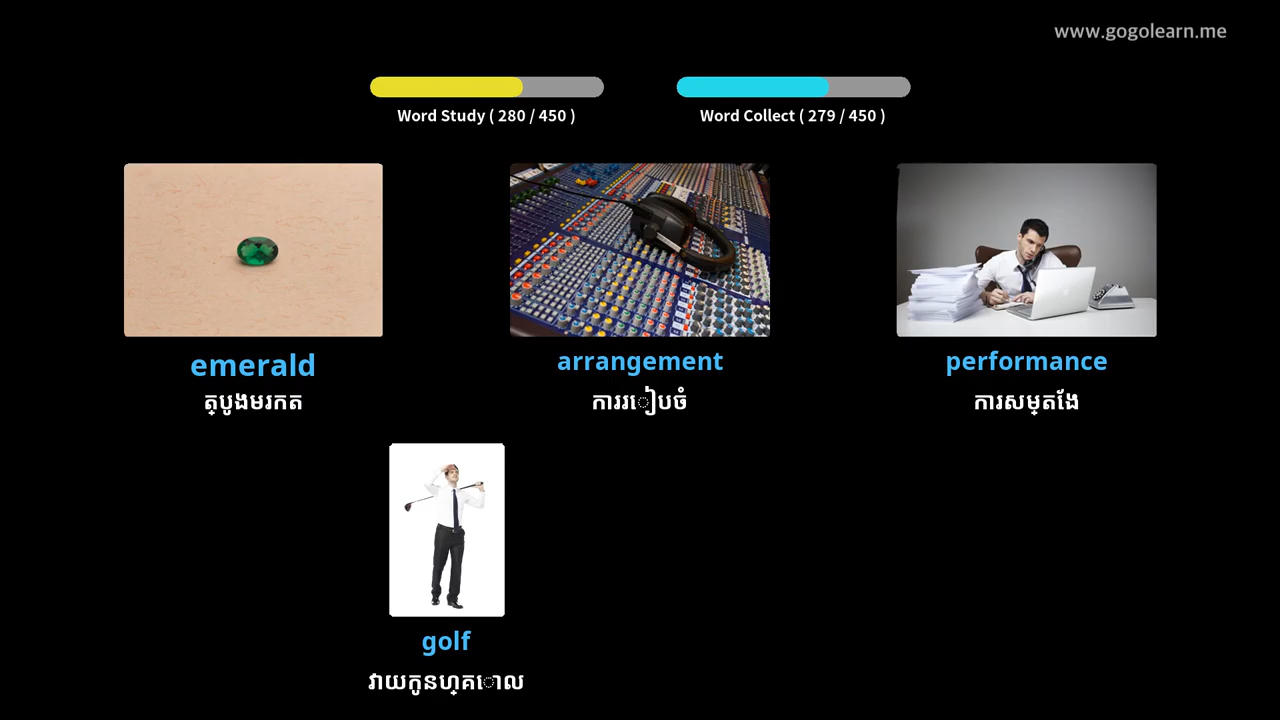 www.gogolearn.me
Word Study ( 280 / 450 )
Word Collect ( 279 / 450 )
emerald
ត្បូងមរកត
arrangement
ការរៀបចំ
performance
ការសម្តែង
golf
វាយកូនហ្គោល